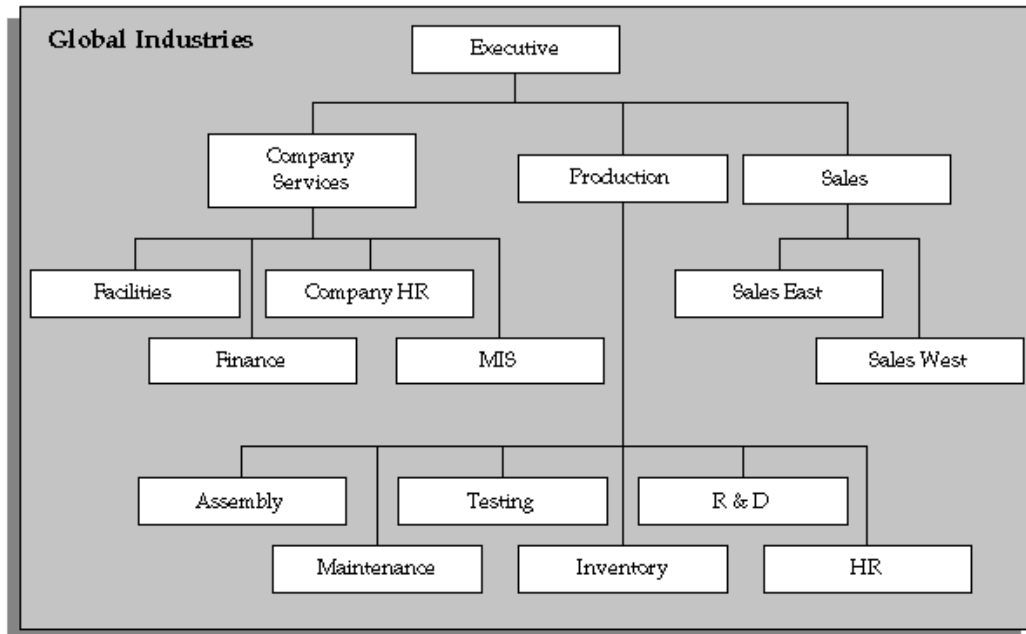 Global Industries
Executive
Company
Services
Production
Sales
Facilities
Company HR
Sales East
Finance
MIS
Sales West
Assembly
Testing
R & D
Maintenance
Inventory
HR